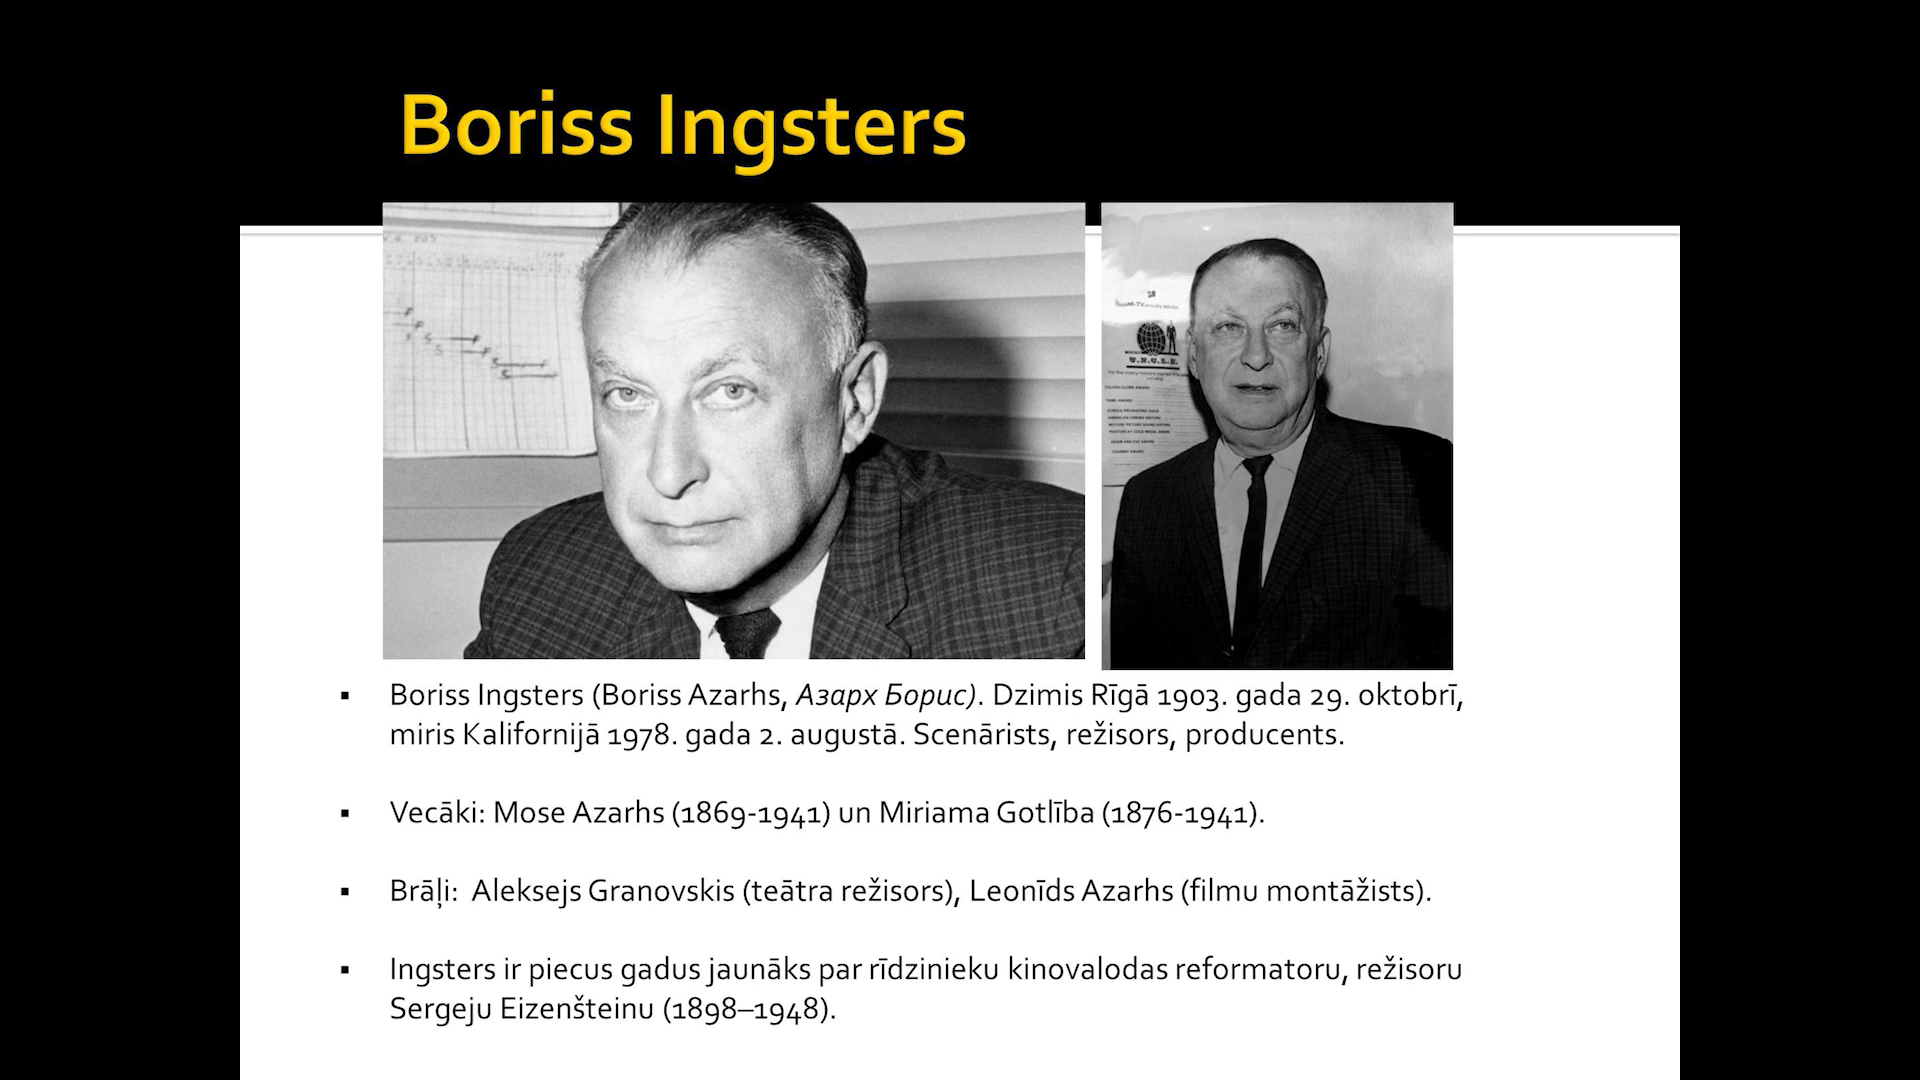 Boriss Ingsters
U.N.C.L.E.
▪ Boriss Ingsters (Boriss Azarhs, Азарх Борис). Dzimis Rīgā 1903. gada 29. oktobrī,
miris Kalifornijā 1978. gada 2. augustā. Scenārists, režisors, producents.
▪ Vecāki: Mose Azarhs (1869-1941) un Miriama Gotlība (1876-1941).
▪ Brāļi: Aleksejs Granovskis (teātra režisors), Leonīds Azarhs (filmu montāžists).
▪ Ingsters ir piecus gadus jaunāks par rīdzinieku kinovalodas reformatoru, režisoru
Sergeju Eizenšteinu (1898–1948).